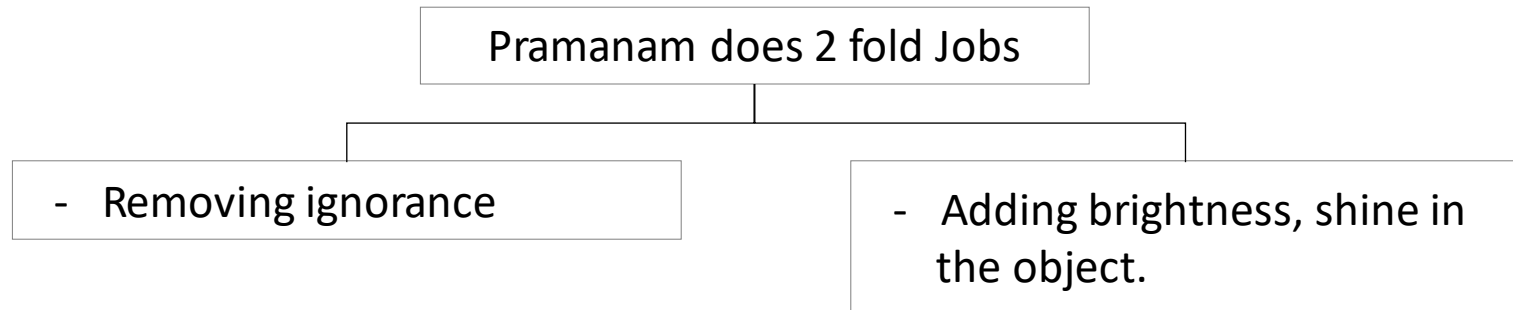 Pramanam does 2 fold Jobs
- Removing ignorance
- Adding brightness, shine in
the object.